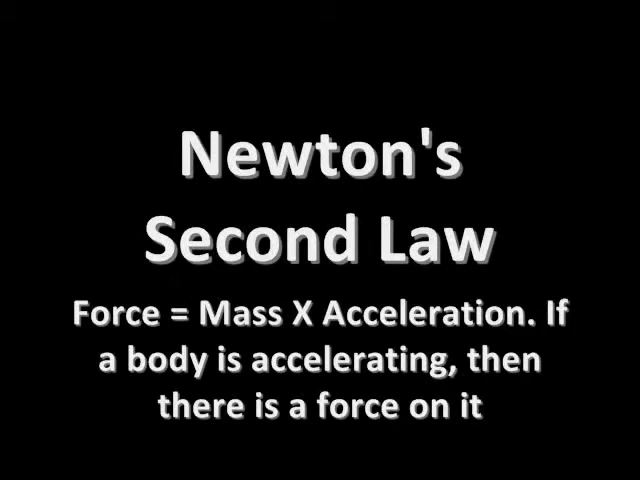 Newton's
Second Law
Force = Mass X Acceleration. If
a body is accelerating, then
there is a force on it